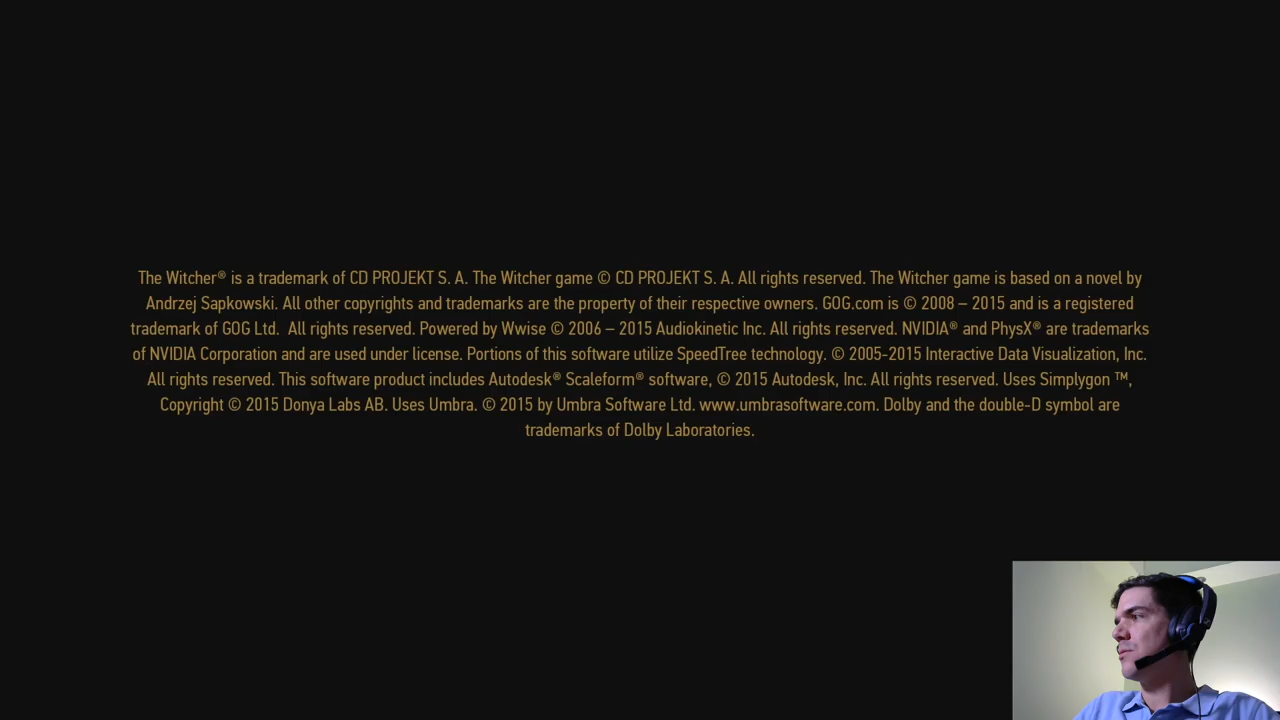 The Witcher® is a trademark of CD PROJEKT S. A. The Witcher game © CD PROJEKT S. A. All rights reserved. The Witcher game is based on a novel by
Andrzej Sapkowski. All other copyrights and trademarks are the property of their respective owners. GOG.com is © 2008 – 2015 and is a registered
trademark of GOG Ltd.  All rights reserved. Powered by Wwise © 2006 – 2015 Audiokinetic Inc. All rights reserved. NVIDIA® and PhysX® are trademarks
of NVIDIA Corporation and are used under license. Portions of this software utilize SpeedTree technology. © 2005-2015 Interactive Data Visualization, Inc.
All rights reserved. This software product includes Autodesk® Scaleform® software, © 2015 Autodesk, Inc. All rights reserved. Uses Simplygon ™,
Copyright © 2015 Donya Labs AB. Uses Umbra. © 2015 by Umbra Software Ltd. www.umbrasoftware.com. Dolby and the double-D symbol are
trademarks of Dolby Laboratories.